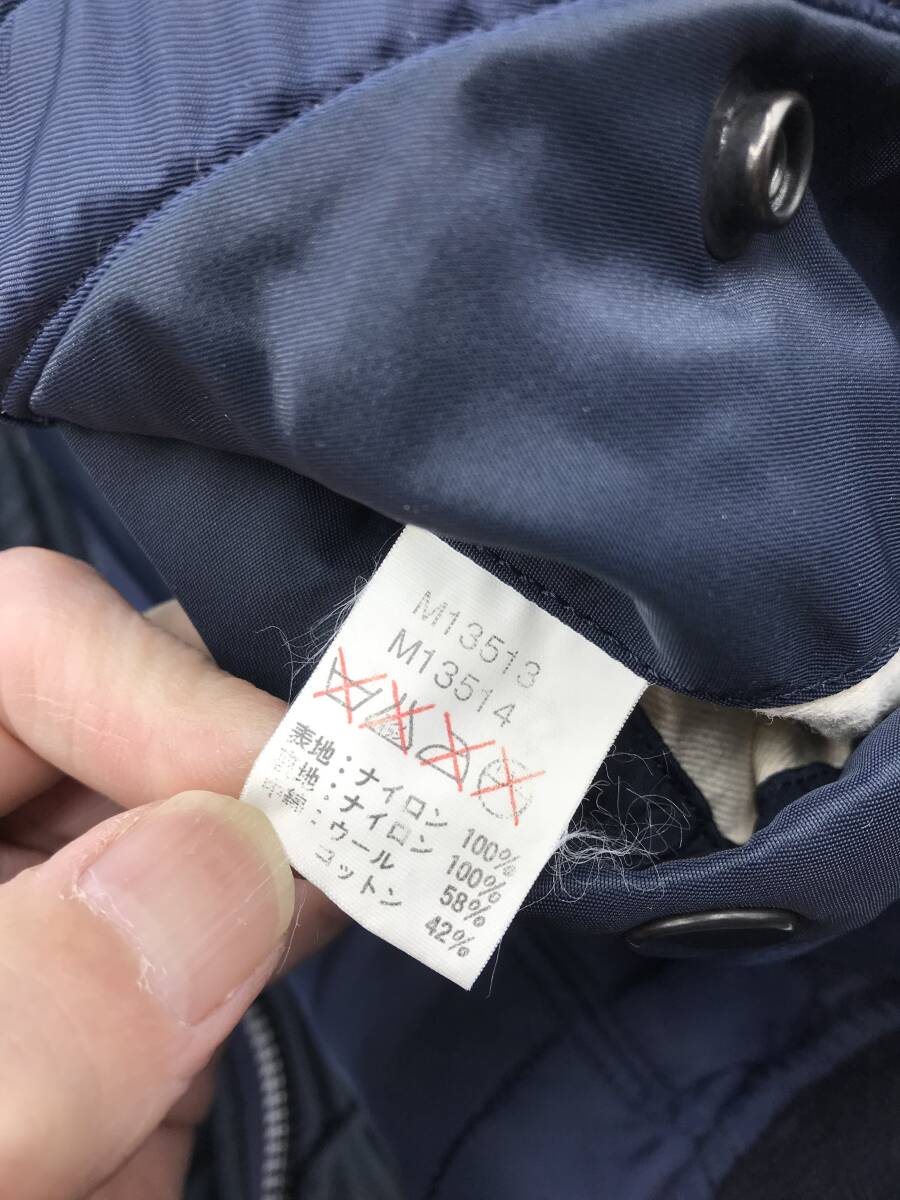 M13513
M13514
表地：ナイロン 100%
裏地：ナイロン 100%
中綿：ウール 58%
コットン 42%